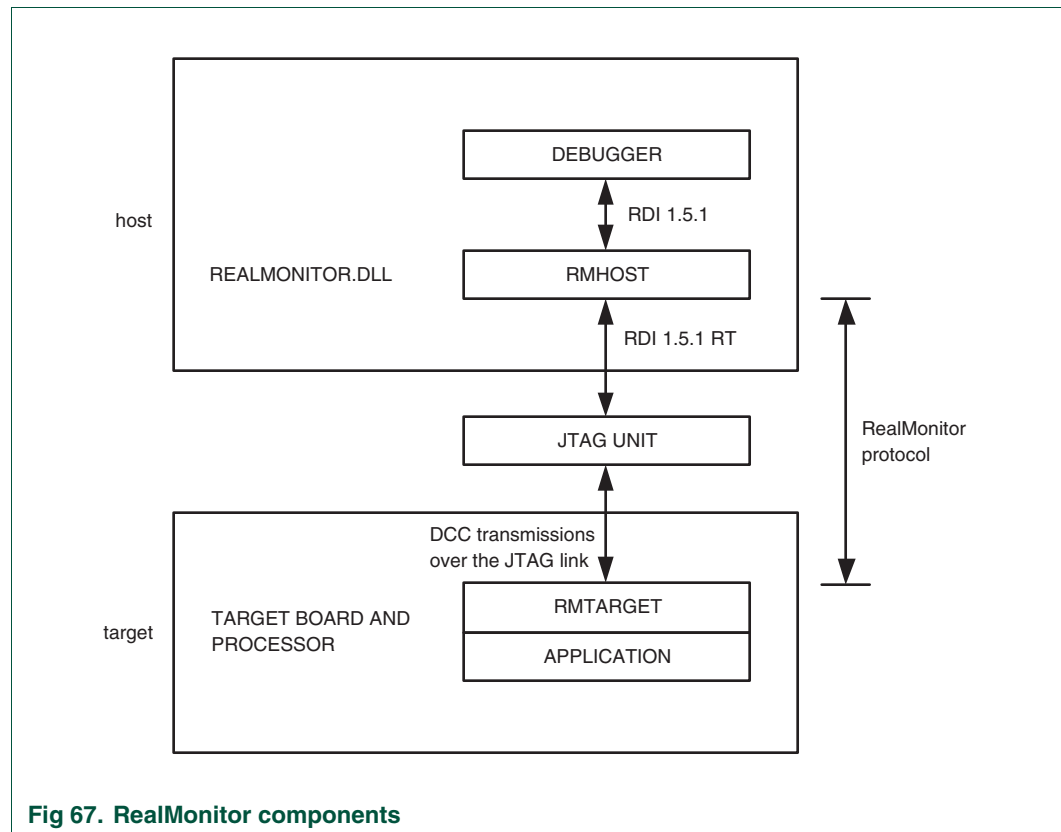 DEBUGGER
RDI 1.5.1
host
REALMONITOR.DLL
RMHOST
RDI 1.5.1 RT
JTAG UNIT
RealMonitor
protocol
DCC transmissions
over the JTAG link
RMTARGET
target
TARGET BOARD AND
PROCESSOR
APPLICATION
Fig 67. RealMonitor components